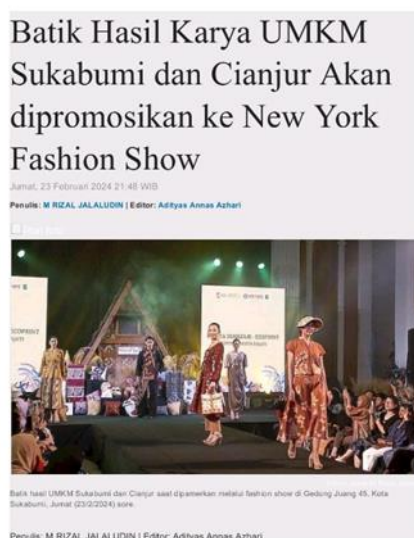 Batik Hasil Karya UMKM
Sukabumi dan Cianjur Akan
dipromosikan ke New York
Fashion Show
Jumat, 23 Februari 2024 21:48 WIB
Penulis: M RIZAL JALALUDIN | Editor: Adityas Annas Azhari
Batik hasil UMKM Sukabumi dan Cianjur saat dipamerkan melalui fashion show di Gedung Juang 45, Kota
Sukabumi, Jumat (23/2/2024) sore.
Penulis: M RIZAL JALALUDIN | Editor: Adityas Annas Azhari